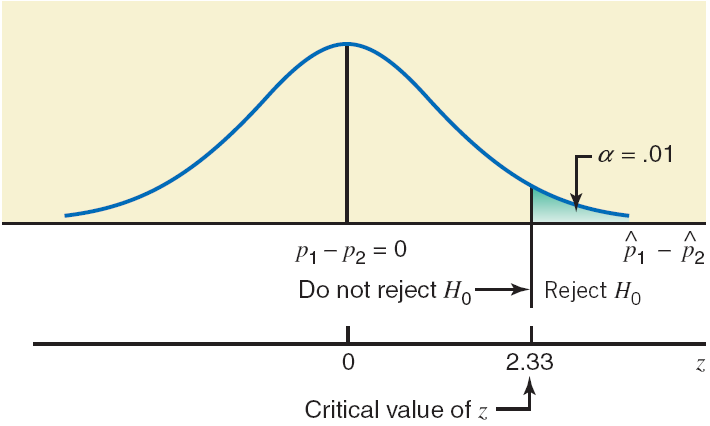 α = .01
p₁ – p₂ = 0
p̂₁ – p̂₂
Do not reject H₀
Reject H₀
0
2.33
z
Critical value of z